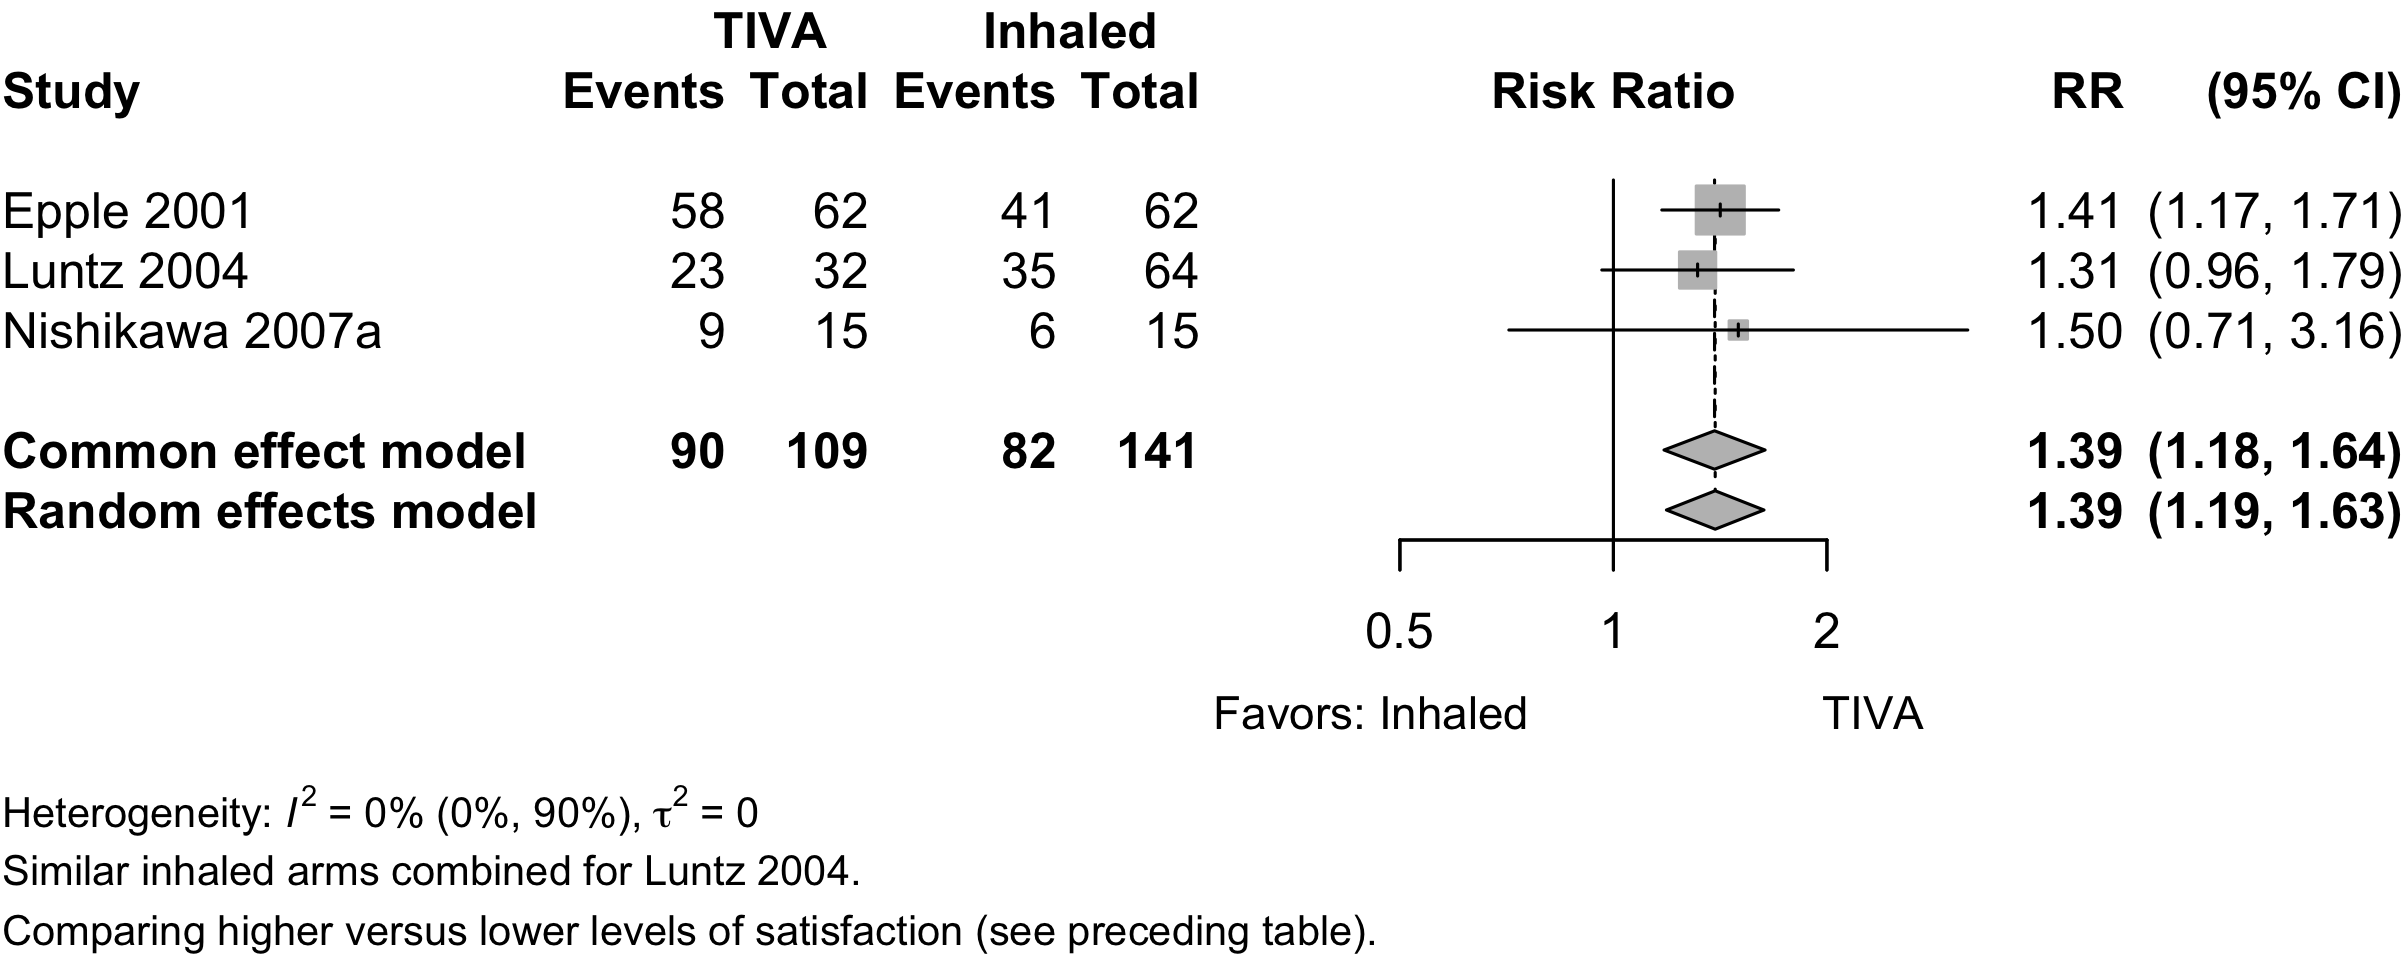 TIVA Inhaled
Study Events Total Events Total Risk Ratio RR (95% CI)
Epple 2001 58 62 41 62 1.41 (1.17, 1.71)
Luntz 2004 23 32 35 64 1.31 (0.96, 1.79)
Nishikawa 2007a 9 15 6 15 1.50 (0.71, 3.16)
Common effect model 90 109 82 141 1.39 (1.18, 1.64)
Random effects model 1.39 (1.19, 1.63)
0.5 1 2
Favors: Inhaled TIVA
Heterogeneity: I² = 0% (0%, 90%), τ² = 0
Similar inhaled arms combined for Luntz 2004.
Comparing higher versus lower levels of satisfaction (see preceding table).